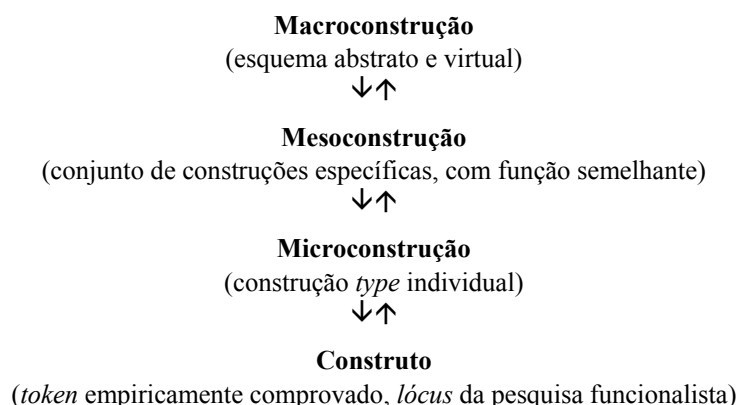 Macroconstrução
(esquema abstrato e virtual)
↓↑
Mesoconstrução
(conjunto de construções específicas, com função semelhante)
↓↑
Microconstrução
(construção type individual)
↓↑
Construto
(token empiricamente comprovado, lócus da pesquisa funcionalista)